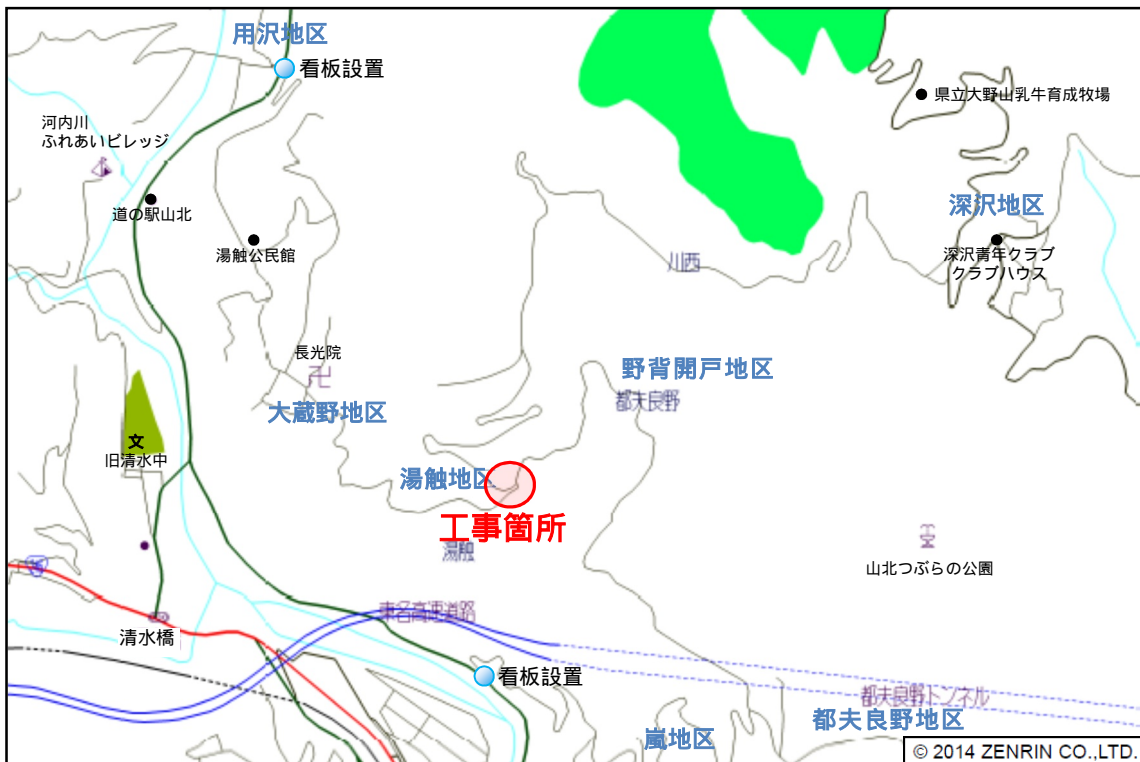 用沢地区
看板設置
県立大野山乳牛育成牧場
河内川
ふれあいビレッジ
道の駅山北
深沢地区
湯触公民館
深沢青年クラブ
クラブハウス
川西
長光院
野背開戸地区
都夫良野
大蔵野地区
文
旧清水中
湯触地区
工事箇所
湯触
山北つぶらの公園
東名高速道路
清水橋
看板設置
都夫良野トンネル
都夫良野地区
嵐地区
© 2014 ZENRIN CO.,LTD.